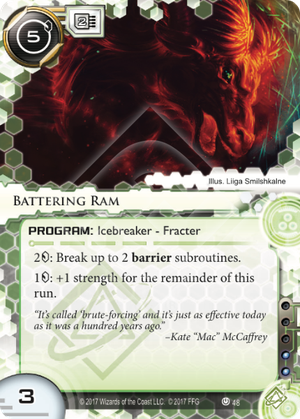 5
2
Illus. Liiga Smilshkalne
BATTERING RAM
PROGRAM: Icebreaker - Fracter
2: Break up to 2 barrier subroutines.
1: +1 strength for the remainder of this
run.
“It's called ‘brute-forcing’ and it's just as effective today
as it was a hundred years ago.”
–Kate “Mac” McCaffrey
3
© 2017 Wizards of the Coast LLC. © 2017 FFG
48